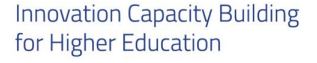 Innovation Capacity Building
for Higher Education